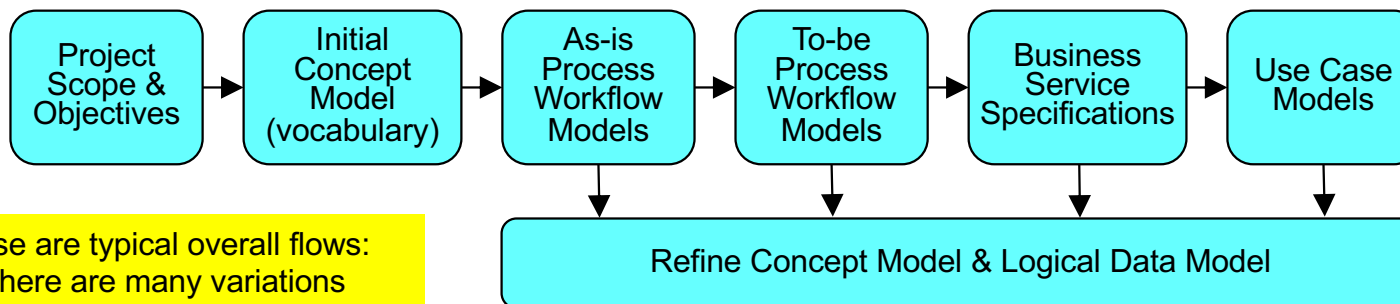 Project
Scope &
Objectives
Initial
Concept
Model
(vocabulary)
As-is
Process
Workflow
Models
To-be
Process
Workflow
Models
Business
Service
Specifications
Use Case
Models
se are typical overall flows:
here are many variations
Refine Concept Model & Logical Data Model